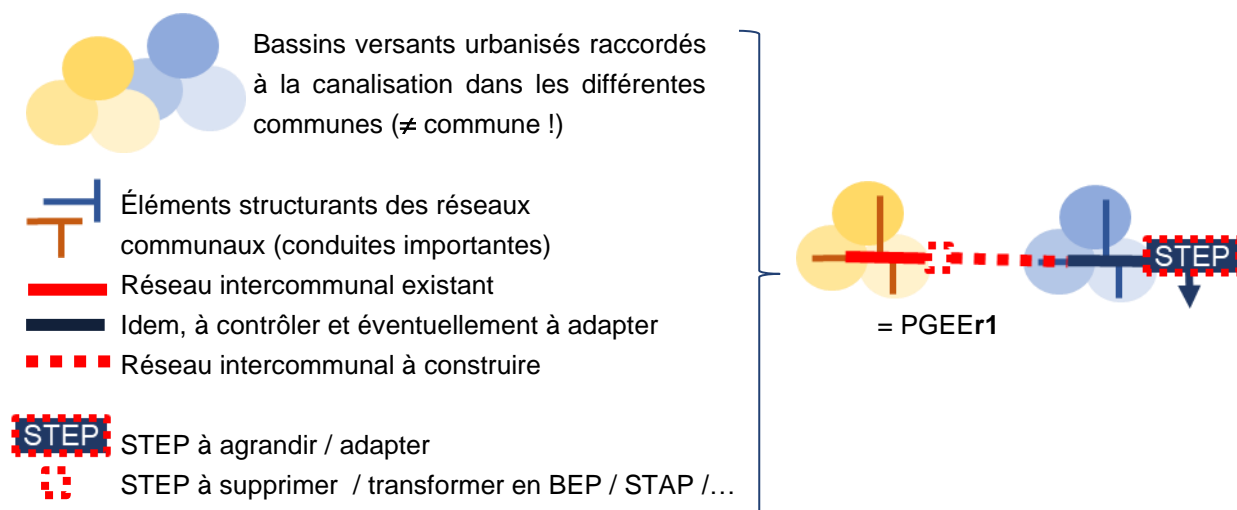 Bassins versants urbanisés raccordés
à la canalisation dans les différentes
communes (≠ commune !)
Éléments structurants des réseaux
communaux (conduites importantes)
Réseau intercommunal existant
Idem, à contrôler et éventuellement à adapter
Réseau intercommunal à construire
STEP
STEP à agrandir / adapter
STEP à supprimer / transformer en BEP / STAP /…
STEP
= PGEEr1